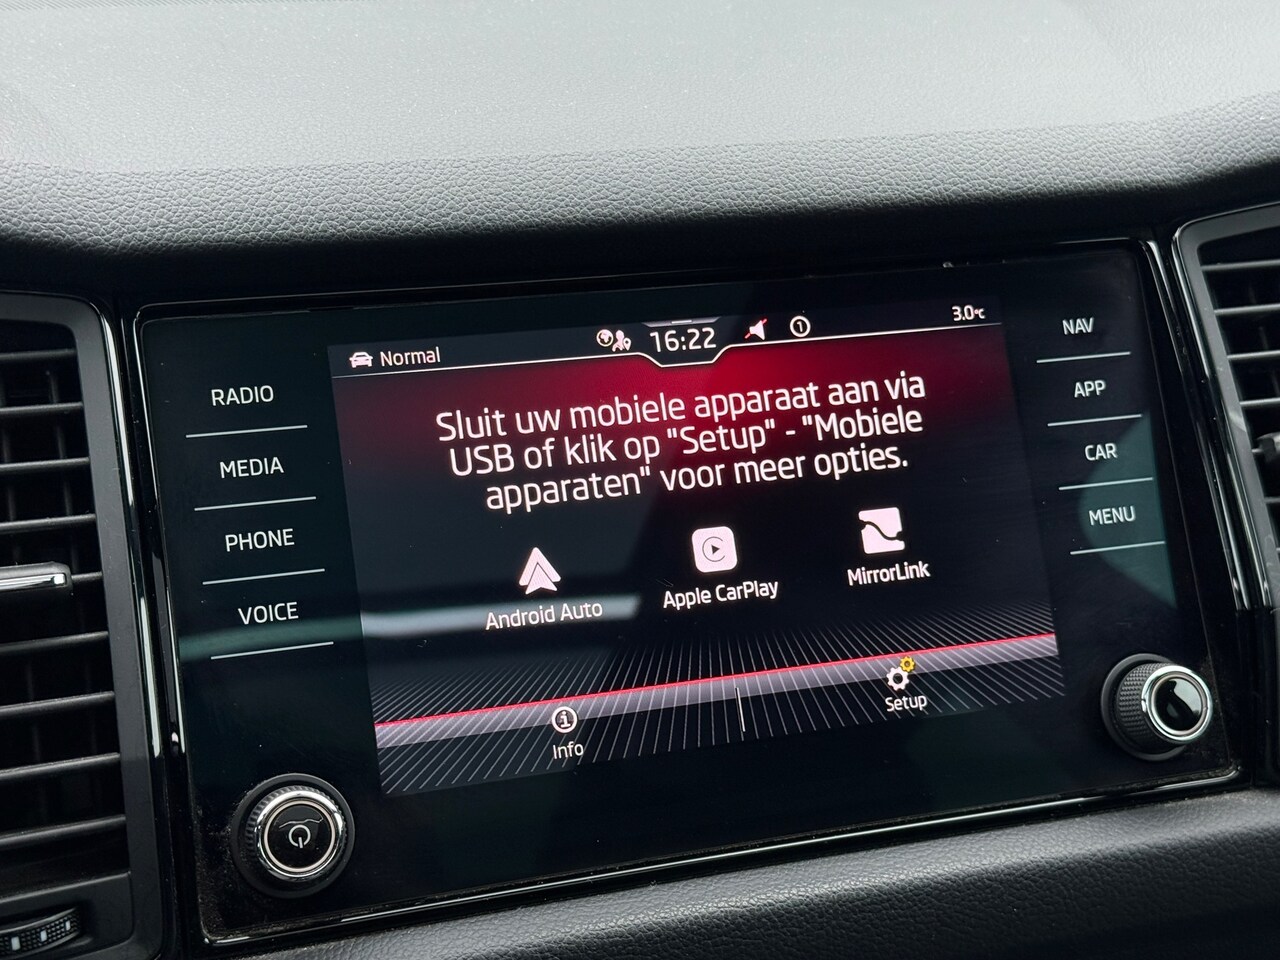 Normal
16:22
1
3.0°C
RADIO
MEDIA
PHONE
VOICE
Sluit uw mobiele apparaat aan via
USB of klik op "Setup" - "Mobiele
apparaten" voor meer opties.
Android Auto
Apple CarPlay
MirrorLink
Info
Setup
NAV
APP
CAR
MENU